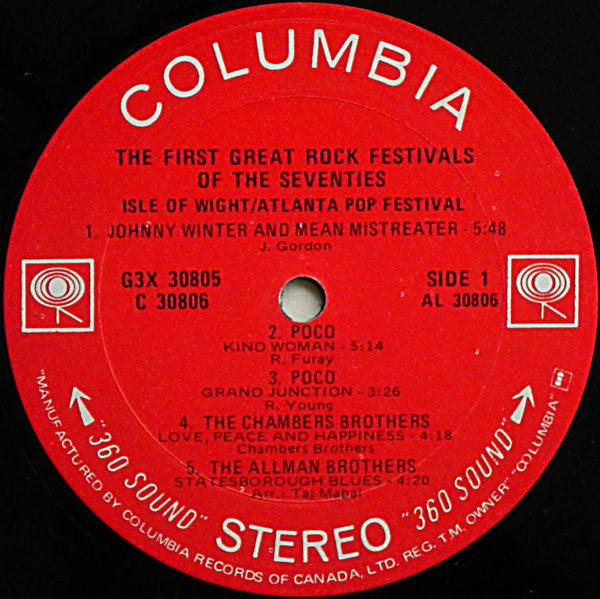 COLUMBIA
THE FIRST GREAT ROCK FESTIVALS
OF THE SEVENTIES
ISLE OF WIGHT/ATLANTA POP FESTIVAL
1. JOHNNY WINTER AND MEAN MISTREATER - 5:48
J. Gordon
G3X 30805
C 30806
SIDE 1
AL 30806
2. POCO
KIND WOMAN - 5:14
R. Furay
3. POCO
GRAND JUNCTION - 3:26
R. Young
4. THE CHAMBERS BROTHERS
LOVE, PEACE AND HAPPINESS - 4:18
Chambers Brothers
5. THE ALLMAN BROTHERS
STATESBOROUGH BLUES - 4:20
Arr.: Taj Mahal
"360 SOUND" STEREO "360 SOUND"
"MANUFACTURED BY COLUMBIA RECORDS OF CANADA, LTD. REG. T.M. OWNER" "COLUMBIA"